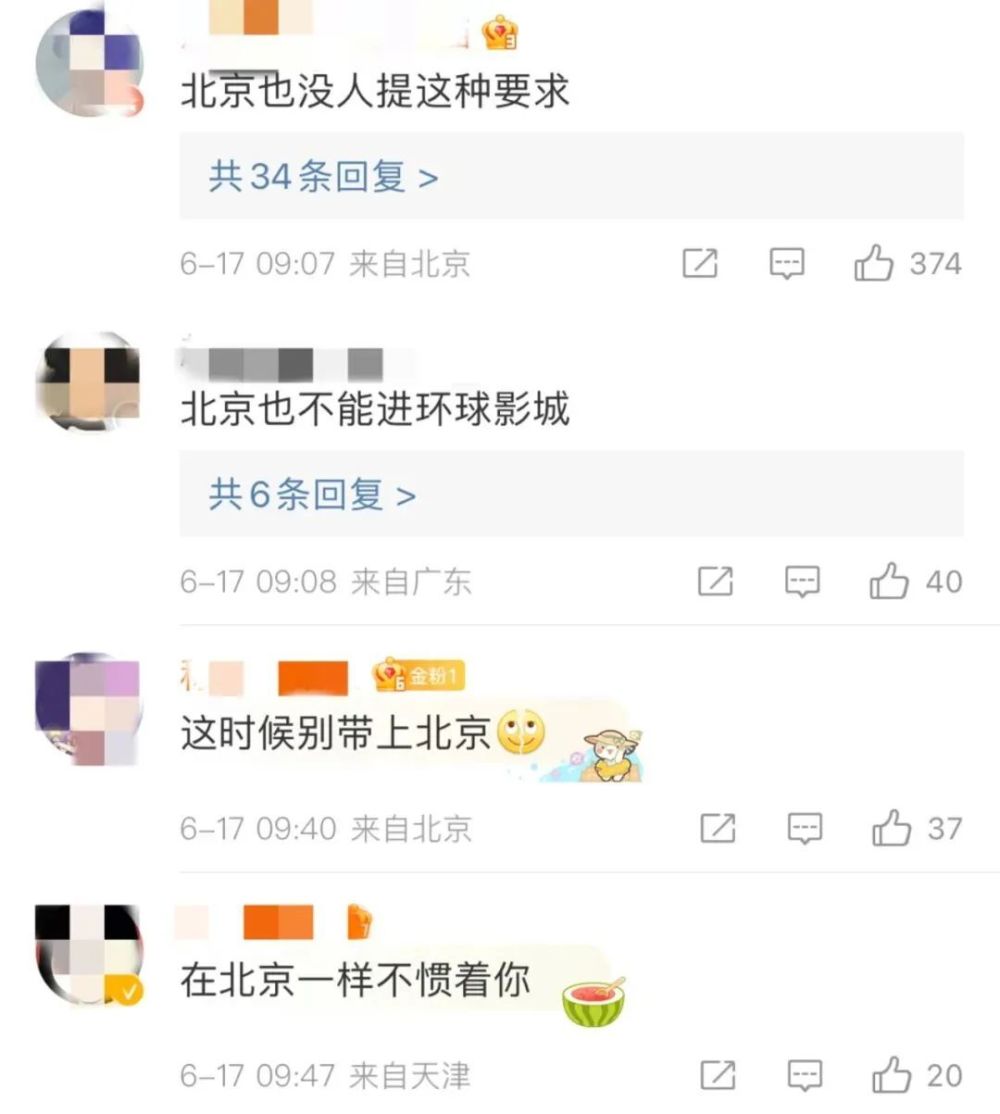 3
北京也没人提这种要求
共34条回复 >
6-17 09:07 来自北京
374
北京也不能进环球影城
共6条回复 >
6-17 09:08 来自广东
40
6 金粉1
这时候别带上北京
6-17 09:40 来自北京
37
7
在北京一样不惯着你
6-17 09:47 来自天津
20